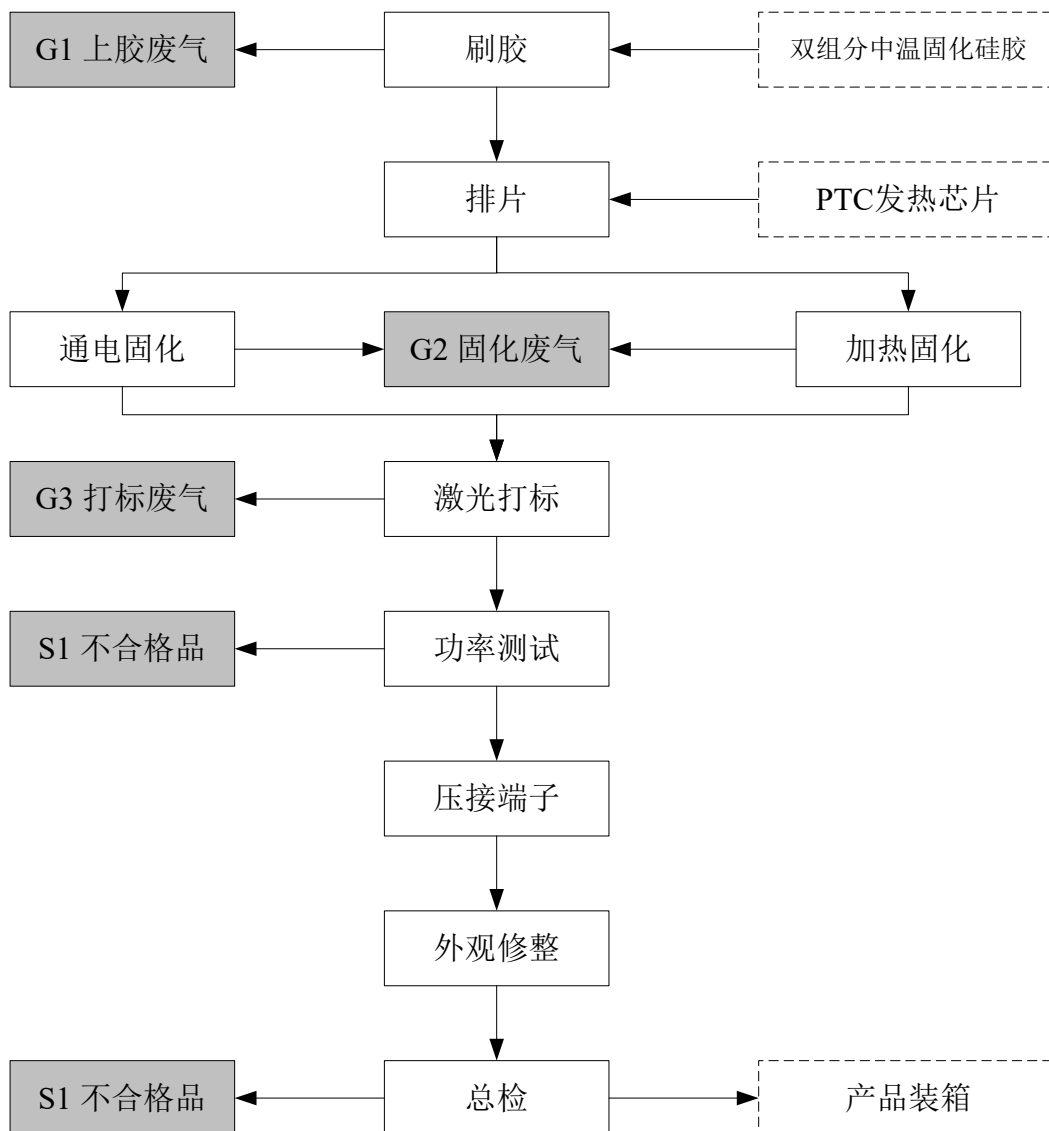 G1 上胶废气
刷胶
双组分中温固化硅胶
排片
PTC发热芯片
通电固化
G2 固化废气
加热固化
G3 打标废气
激光打标
S1 不合格品
功率测试
压接端子
外观修整
S1 不合格品
总检
产品装箱